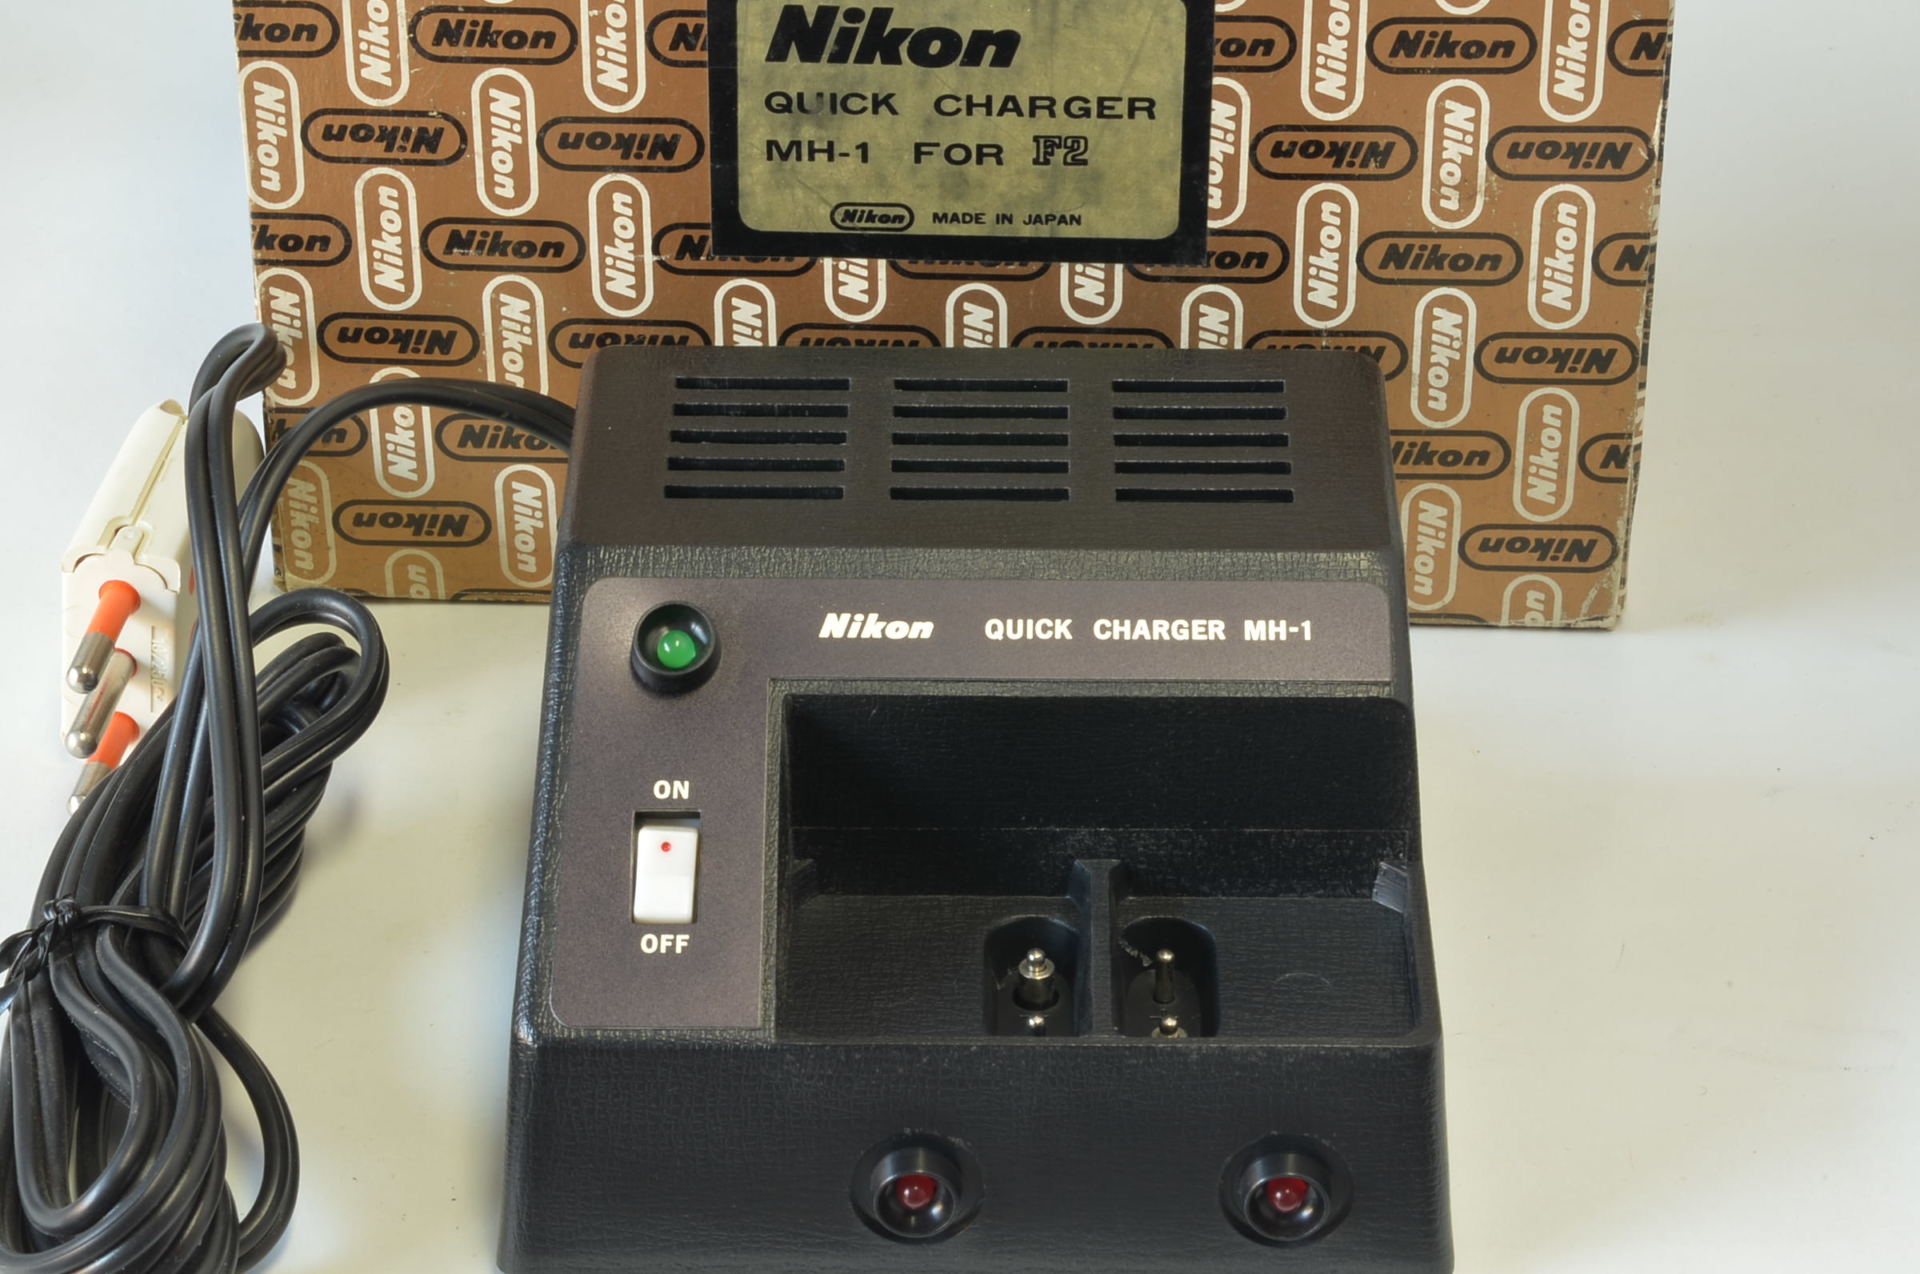 Nikon
QUICK CHARGER
MH-1 FOR F2
Nikon MADE IN JAPAN
Nikon QUICK CHARGER MH-1
ON
OFF